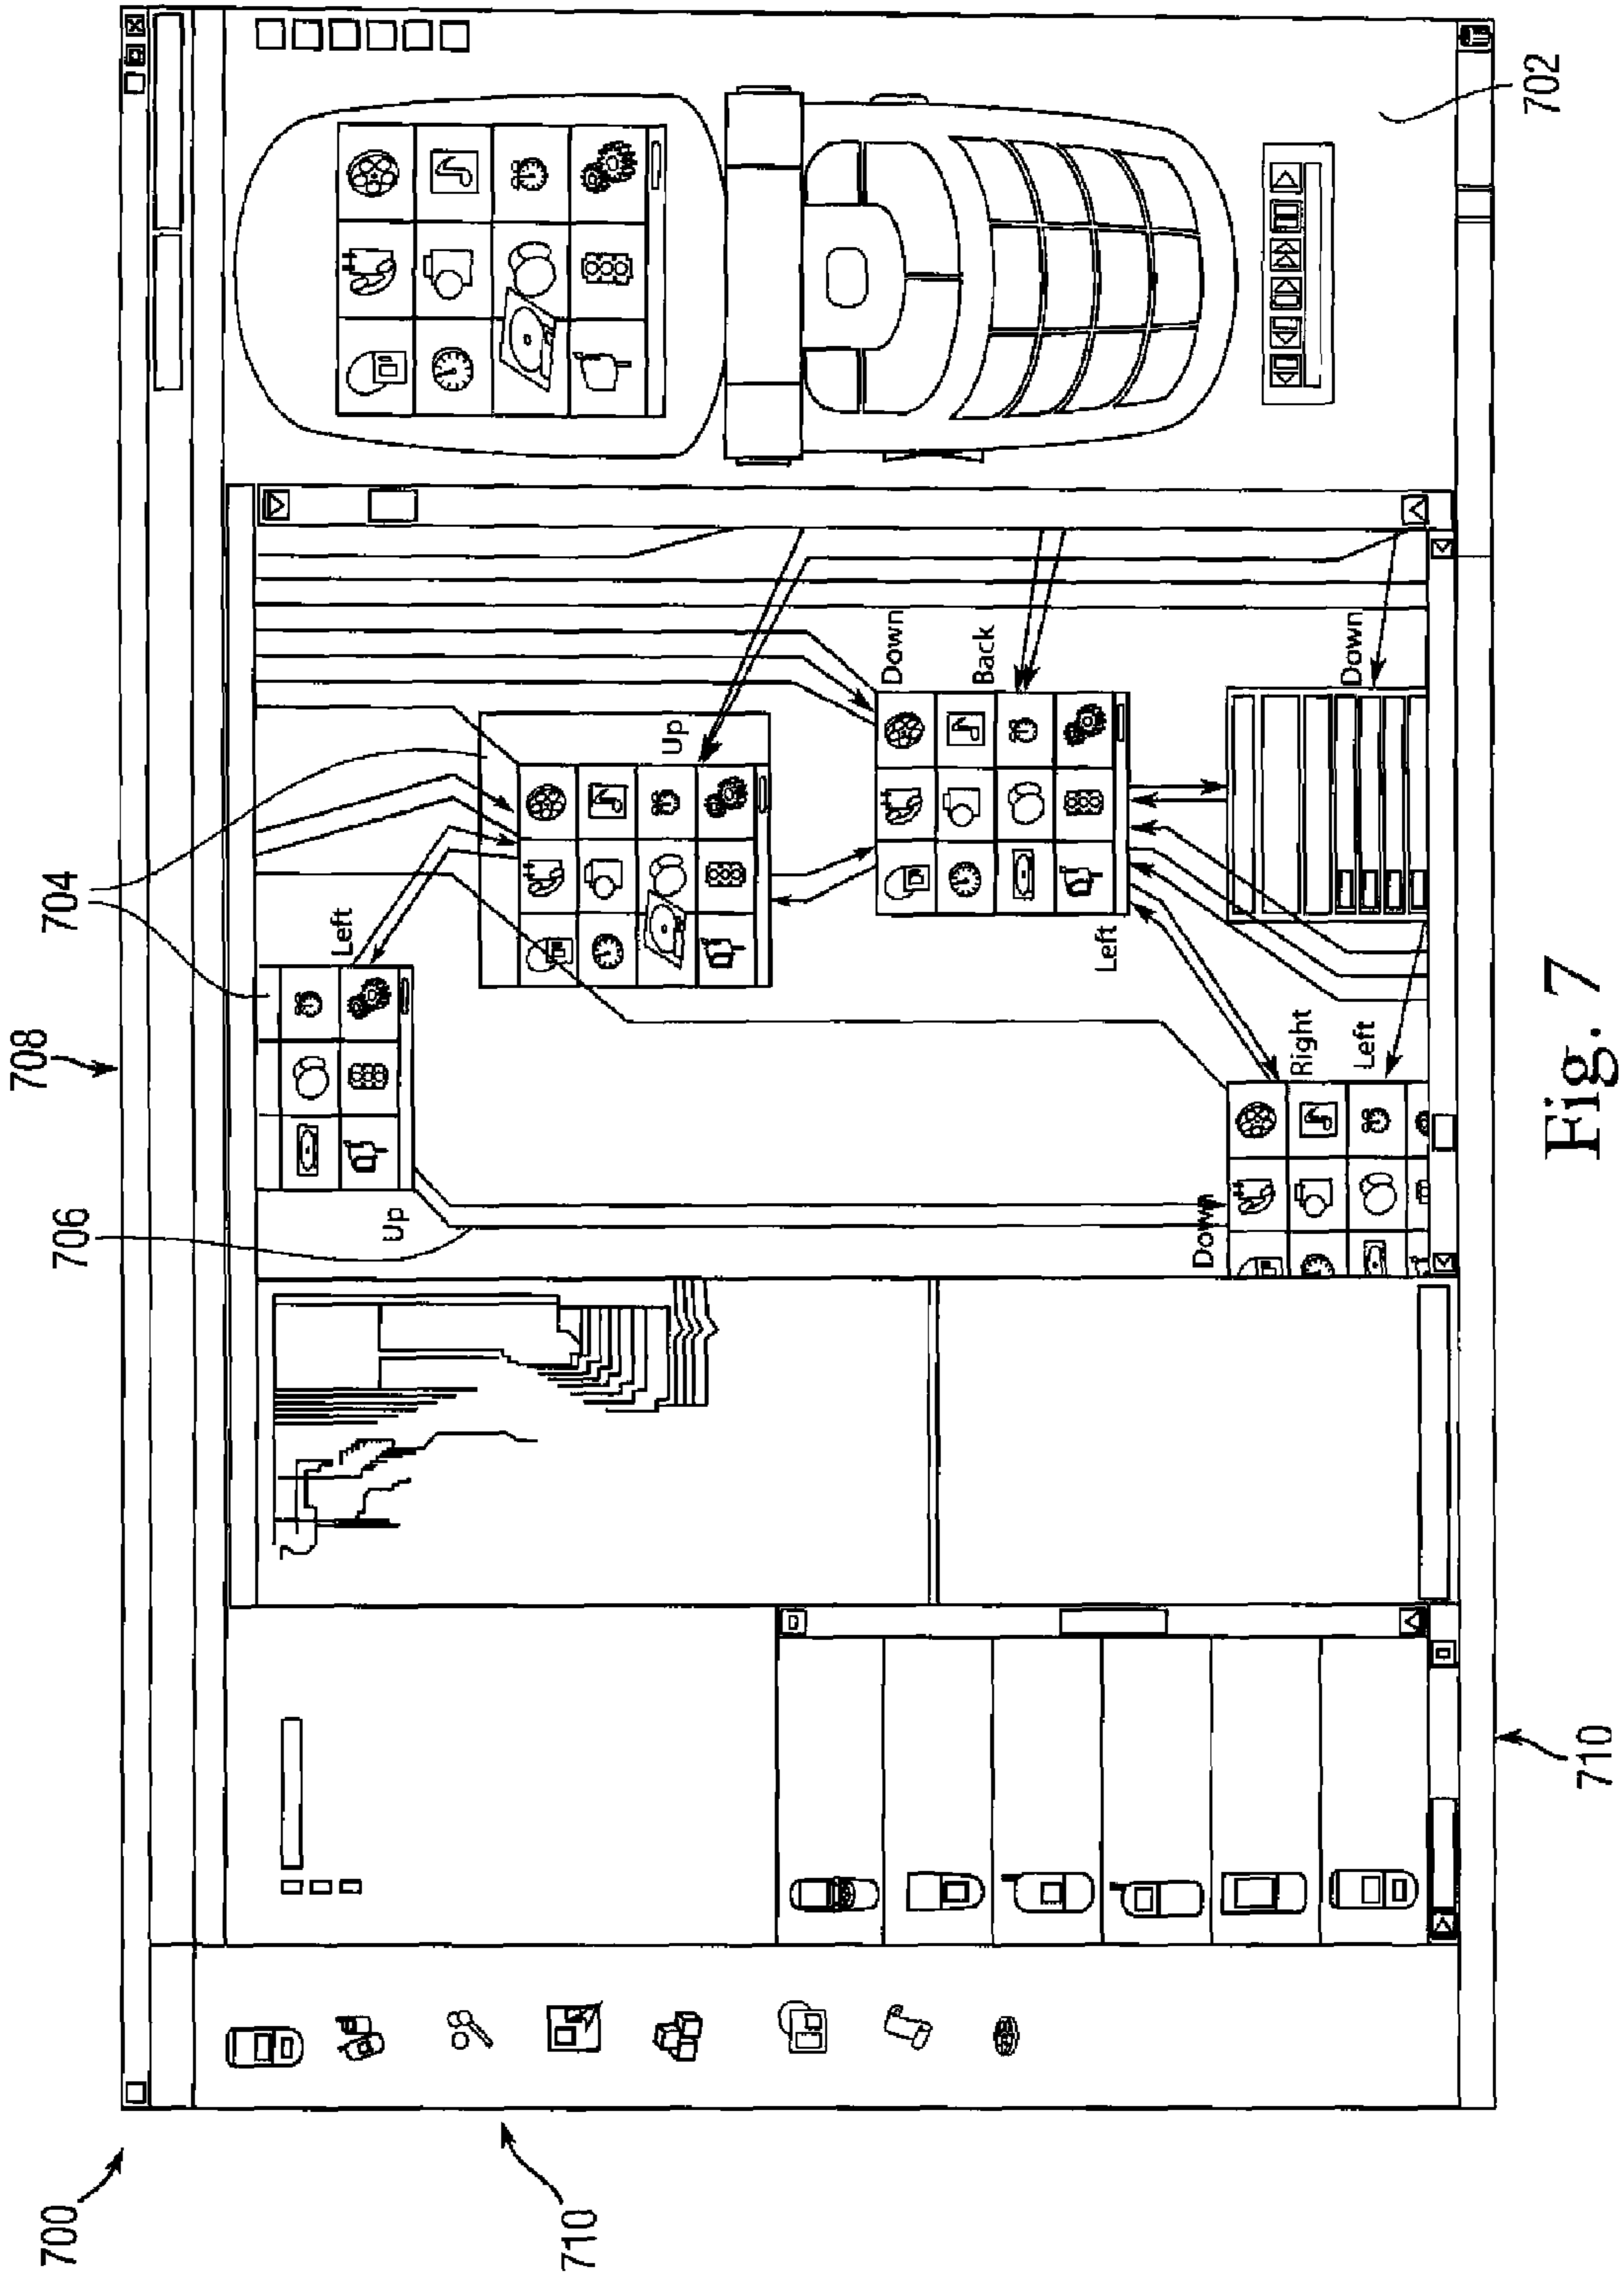 700
706
708
704
Left
Up
710
Up
Down
Back
Left
Down
Right
Down
Left
702
710
Fig. 7